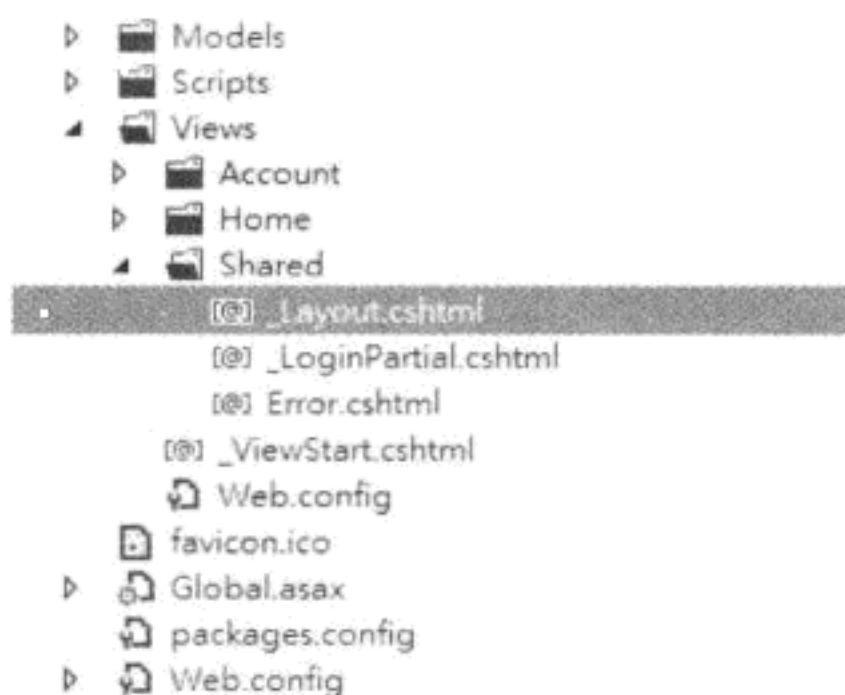 Models
Scripts
Views
Account
Home
Shared
[@] _Layout.cshtml
[@] _LoginPartial.cshtml
[@] Error.cshtml
[@] _ViewStart.cshtml
Web.config
favicon.ico
Global.asax
packages.config
Web.config